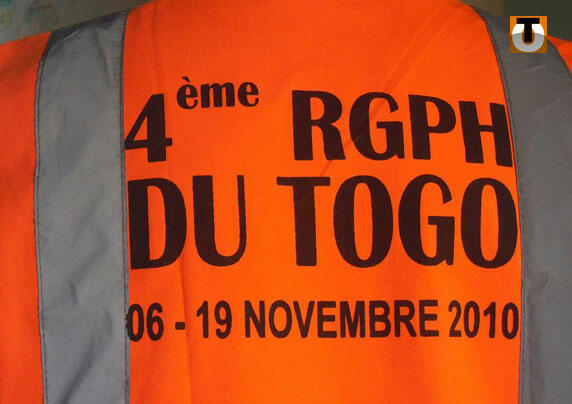 4ème RGPH
DU TOGO
06 - 19 NOVEMBRE 2010